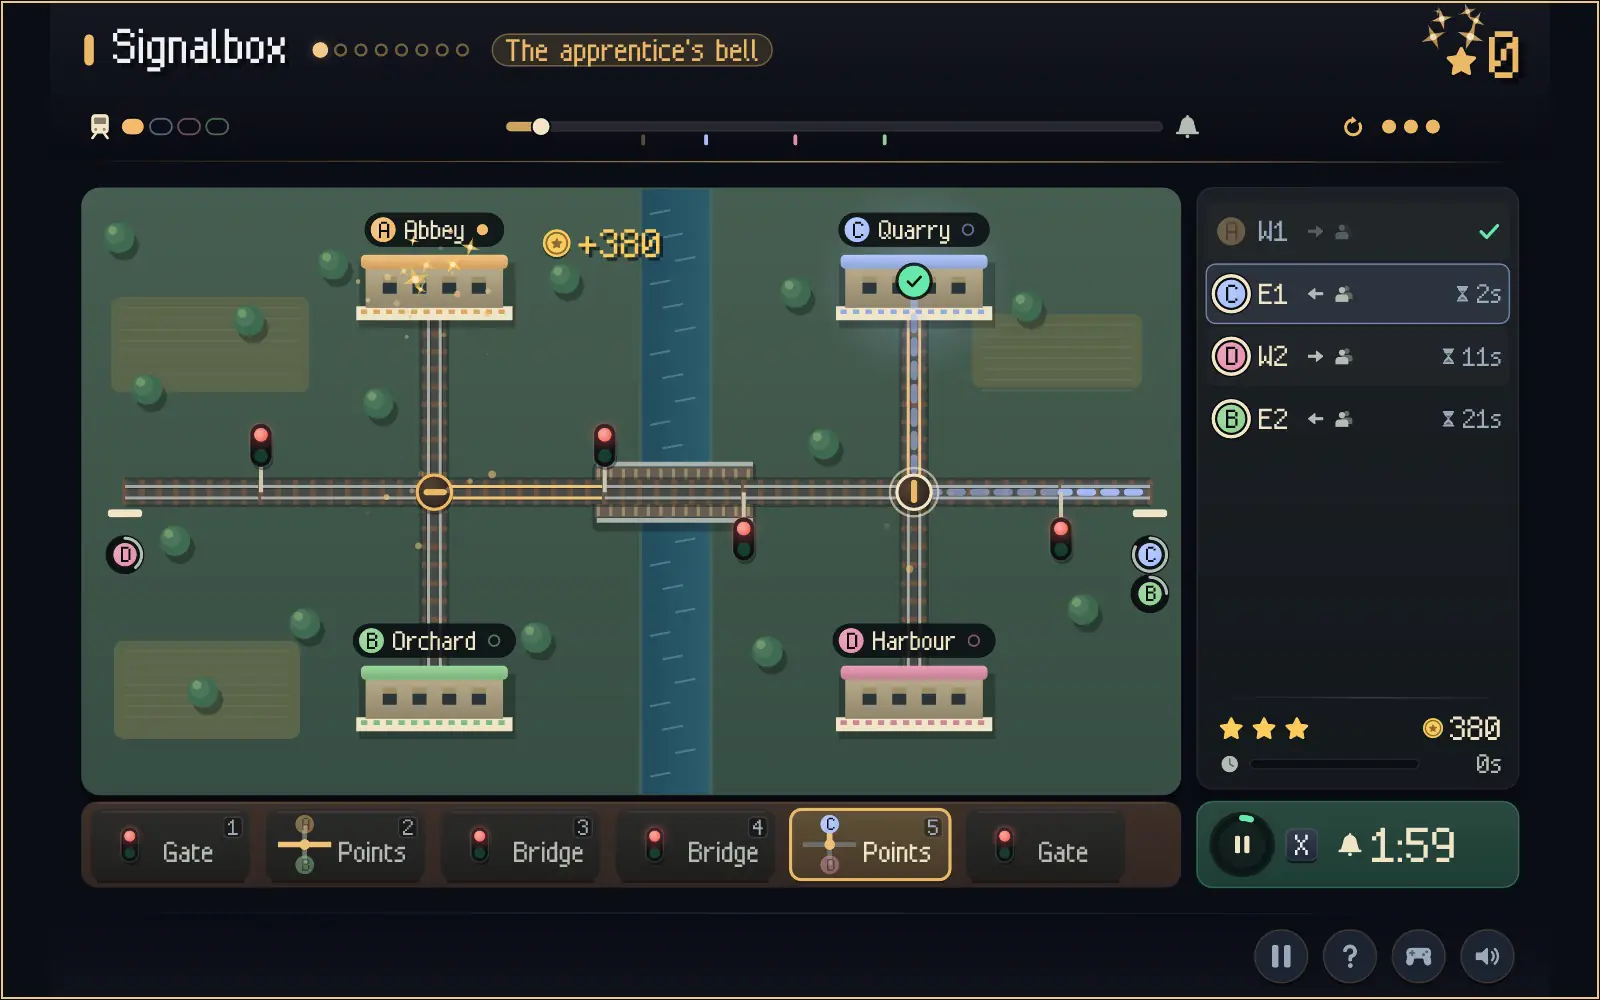 Signalbox
The apprentice's bell
0
A Abbey
+380
C Quarry
A W1
C E1 2s
D W2 11s
B E2 21s
D
C
B
B Orchard
D Harbour
380
0s
Gate 1
A B Points 2
Bridge 3
Bridge 4
C D Points 5
Gate
X 1:59
?